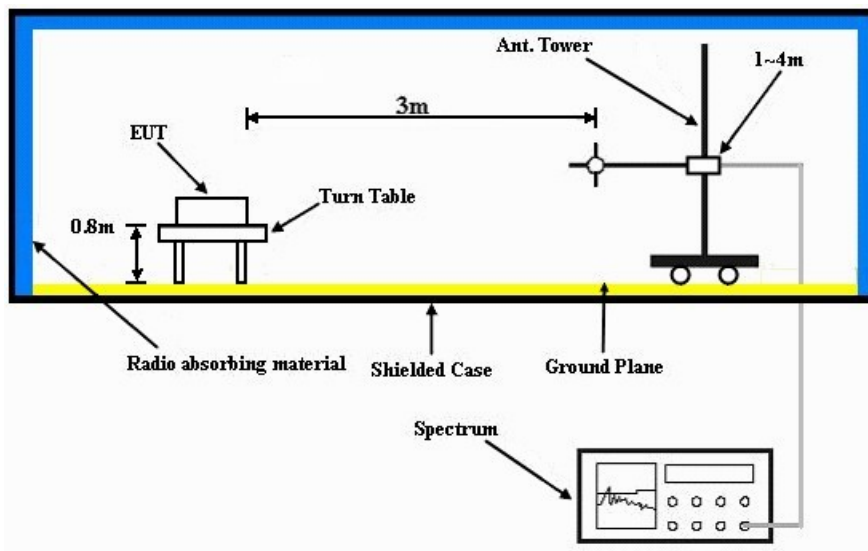 Ant. Tower
1~4m
3m
EUT
Turn Table
0.8m
Radio absorbing material
Shielded Case
Ground Plane
Spectrum